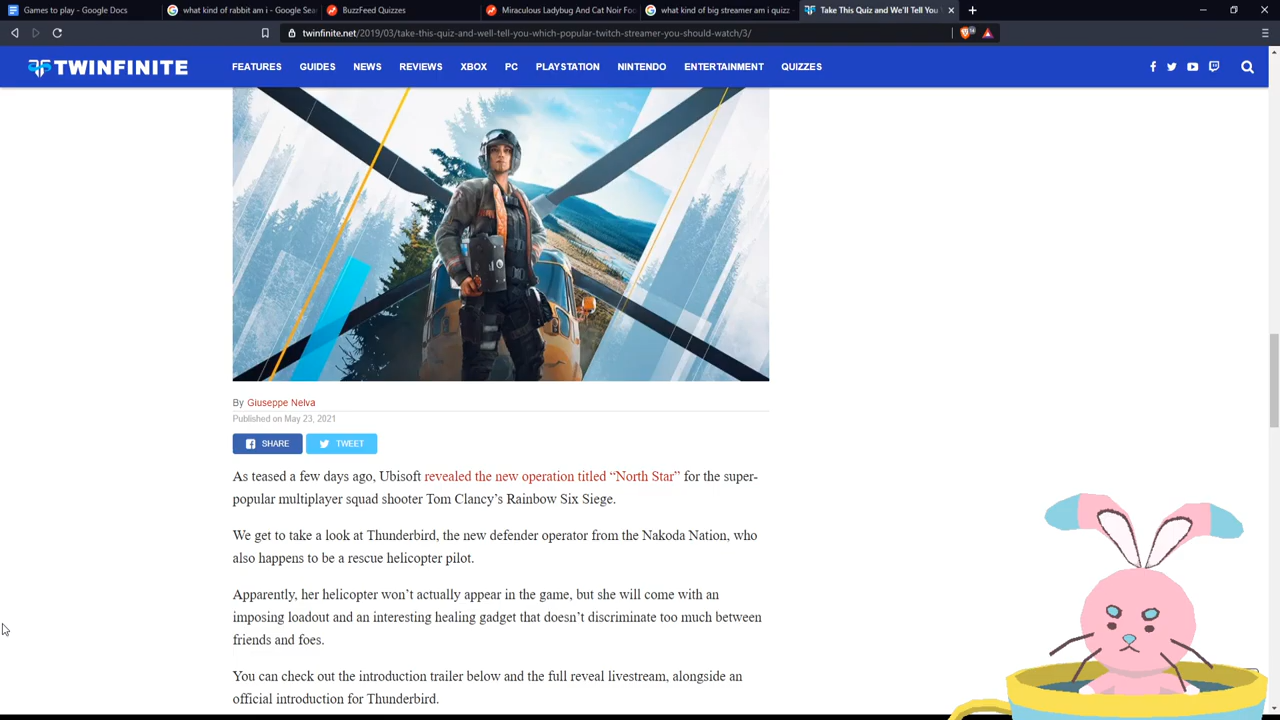 Games to play - Google Docs
what kind of rabbit am i - Google Sea
BuzzFeed Quizzes
Miraculous Ladybug And Cat Noir Fo
what kind of big streamer am i quizz -
Take This Quiz and We'll Tell You
twinfinite.net/2019/03/take-this-quiz-and-well-tell-you-which-popular-twitch-streamer-you-should-watch/3/
TWINFINITE
FEATURES
GUIDES
NEWS
REVIEWS
XBOX
PC
PLAYSTATION
NINTENDO
ENTERTAINMENT
QUIZZES
By Giuseppe Nelva
Published on May 23, 2021
SHARE
TWEET
As teased a few days ago, Ubisoft revealed the new operation titled “North Star” for the super-
popular multiplayer squad shooter Tom Clancy’s Rainbow Six Siege.
We get to take a look at Thunderbird, the new defender operator from the Nakoda Nation, who
also happens to be a rescue helicopter pilot.
Apparently, her helicopter won’t actually appear in the game, but she will come with an
imposing loadout and an interesting healing gadget that doesn’t discriminate too much between
friends and foes.
You can check out the introduction trailer below and the full reveal livestream, alongside an
official introduction for Thunderbird.